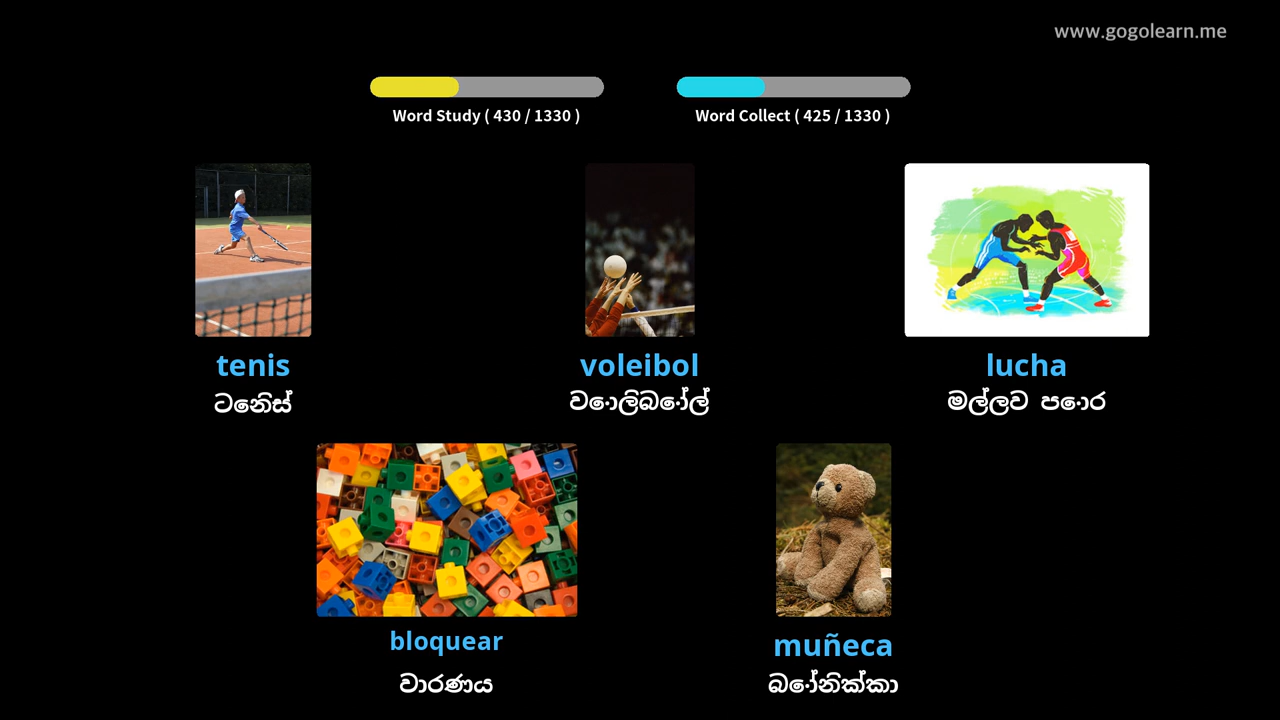 www.gogolearn.me
Word Study ( 430 / 1330 )
Word Collect ( 425 / 1330 )
tenis
ටෙනිස්
voleibol
වොලිබෝල්
lucha
මල්ලව පොර
bloquear
වාරණය
muñeca
බෝනික්කා